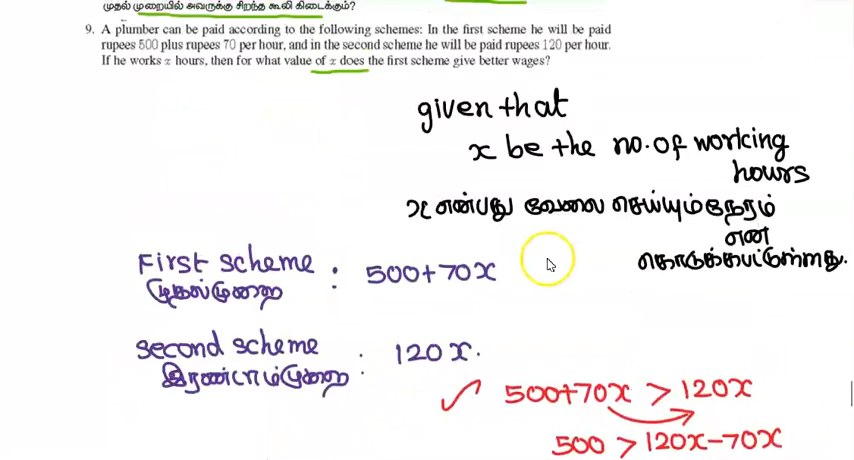 முதல் முறையில் அவருக்கு சிறந்த கூலி கிடைக்கும்?
9. A plumber can be paid according to the following schemes: In the first scheme he will be paid
rupees 500 plus rupees 70 per hour, and in the second scheme he will be paid rupees 120 per hour.
If he works x hours, then for what value of x does the first scheme give better wages?
given that
x be the no. of working
hours
x என்பது வேலை செய்யும் நேரம்
என
கொடுக்கபட்டுள்ளது.
First scheme : 500+70x
முதல் முறை
second scheme : 120x.
இரண்டாம் முறை
✓ 500+70x > 120x
500 > 120x-70x